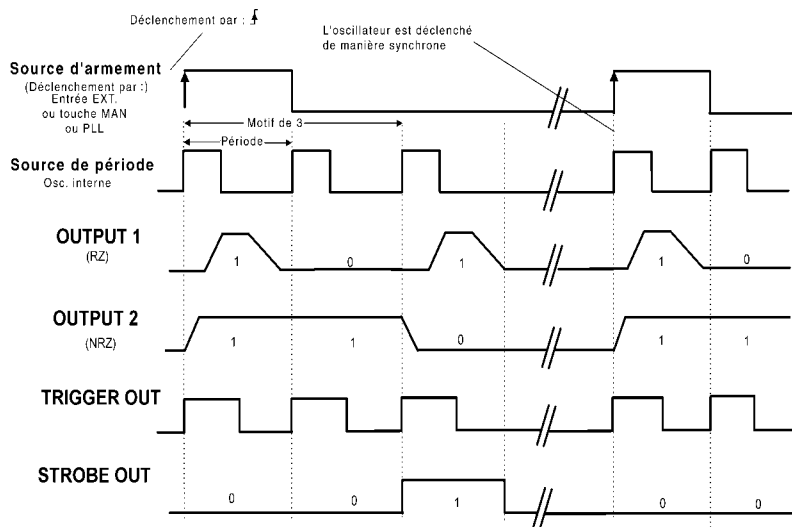 Déclenchement par :
L'oscillateur est déclenché
de manière synchrone
Source d'armement
(Déclenchement par :)
Entrée EXT.
ou touche MAN
ou PLL
Motif de 3
Période
Source de période
Osc. interne
OUTPUT 1
(RZ)
1 0 1 1 0
OUTPUT 2
(NRZ)
1 1 0 1 1
TRIGGER OUT
STROBE OUT
0 0 1 0 0